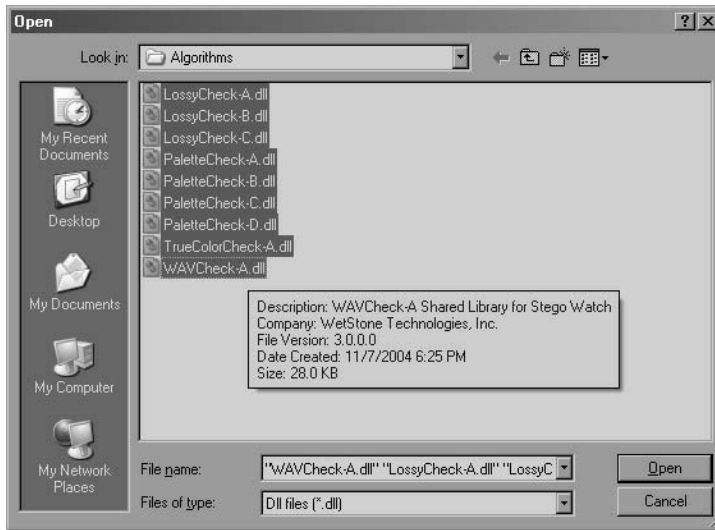 Open
Look in: Algorithms
My Recent
Documents
Desktop
My Documents
My Computer
My Network
Places
LossyCheck-A.dll
LossyCheck-B.dll
LossyCheck-C.dll
PaletteCheck-A.dll
PaletteCheck-B.dll
PaletteCheck-C.dll
PaletteCheck-D.dll
TrueColorCheck-A.dll
WAVCheck-A.dll
Description: WAVCheck-A Shared Library for Stego Watch
Company: WetStone Technologies, Inc.
File Version: 3.0.0.0
Date Created: 11/7/2004 6:25 PM
Size: 28.0 KB
File name: "WAVCheck-A.dll" "LossyCheck-A.dll" "LossyC
Open
Files of type: Dll files (*.dll)
Cancel